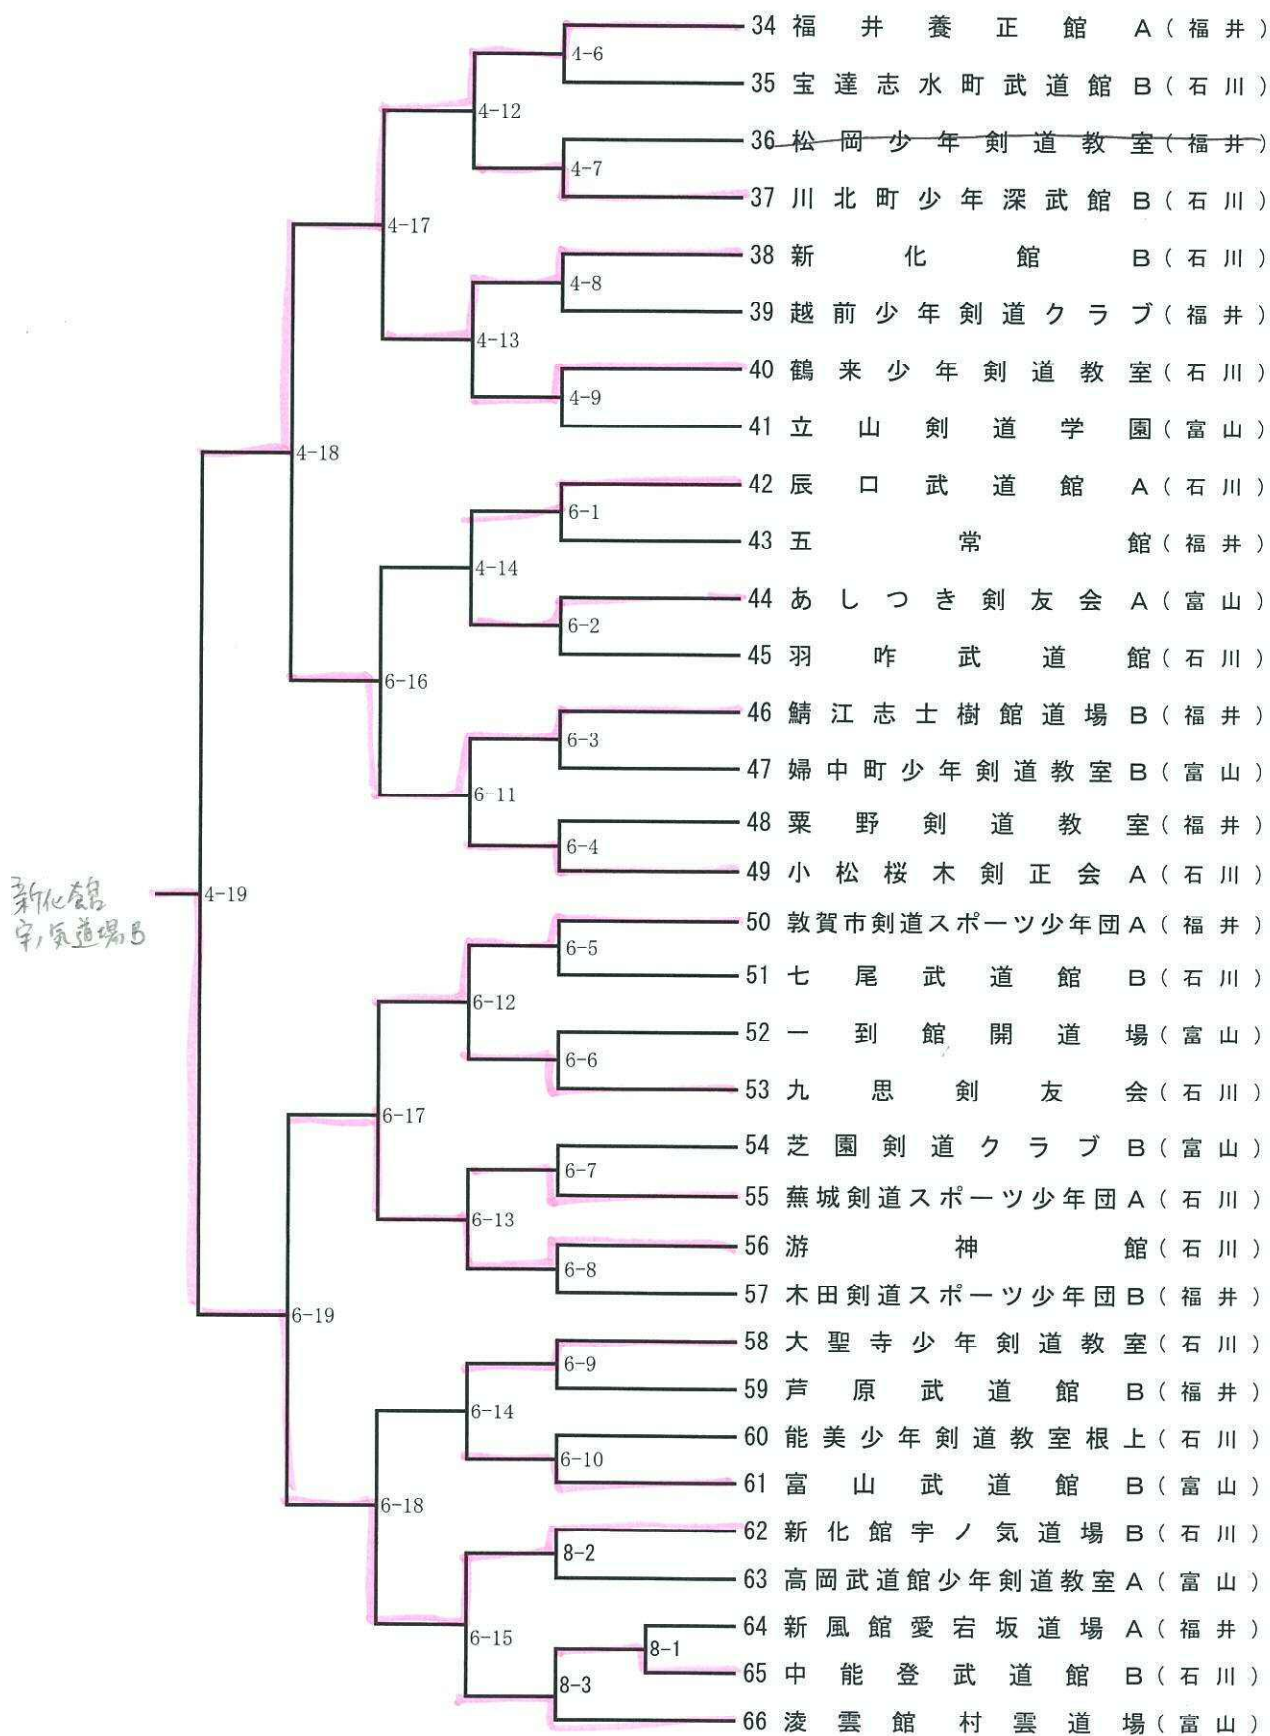 34 福井養正館A（福井）
4-6
35 宝達志水町武道館B（石川）
4-12
36 松岡少年剣道教室（福井）
4-7
37 川北町少年深武館B（石川）
4-17
38 新化館B（石川）
4-8
39 越前少年剣道クラブ（福井）
4-13
40 鶴来少年剣道教室（石川）
4-9
41 立山剣道学園（富山）
4-18
42 辰口武道館A（石川）
6-1
43 五常館（福井）
4-14
44 あしつき剣友会A（富山）
6-2
45 羽咋武道館（石川）
6-16
46 鯖江志士樹館道場B（福井）
6-3
47 婦中町少年剣道教室B（富山）
6-11
48 粟野剣道教室（福井）
6-4
49 小松桜木剣正会A（石川）
新化館
宇ノ気道場B
4-19
50 敦賀市剣道スポーツ少年団A（福井）
6-5
51 七尾武道館B（石川）
6-12
52 一到館開道場（富山）
6-6
53 九思剣友会（石川）
6-17
54 芝園剣道クラブB（富山）
6-7
55 蕪城剣道スポーツ少年団A（石川）
6-13
56 游神館（石川）
6-8
57 木田剣道スポーツ少年団B（福井）
6-19
58 大聖寺少年剣道教室（石川）
6-9
59 芦原武道館B（福井）
6-14
60 能美少年剣道教室根上（石川）
6-10
61 富山武道館B（富山）
6-18
62 新化館宇ノ気道場B（石川）
8-2
63 高岡武道館少年剣道教室A（富山）
6-15
64 新風館愛宕坂道場A（福井）
8-1
65 中能登武道館B（石川）
8-3
66 淩雲館村雲道場（富山）